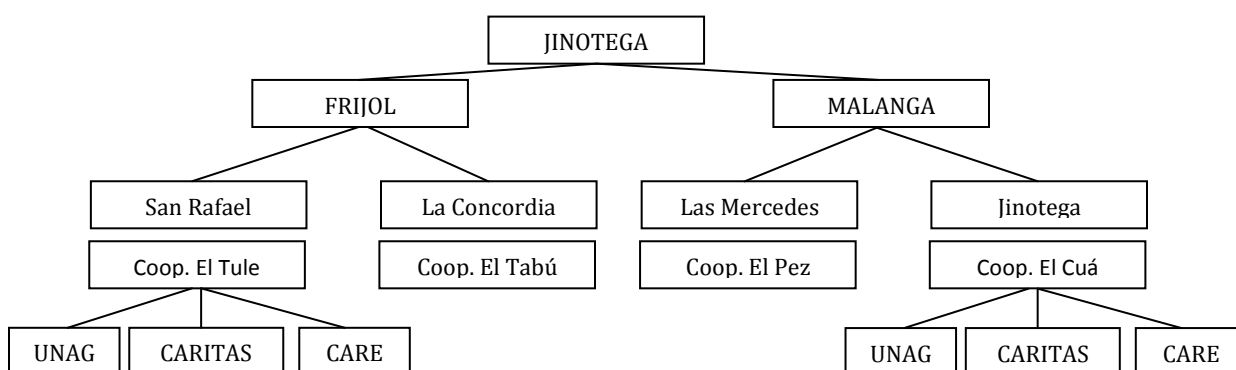 JINOTEGA
FRIJOL
MALANGA
San Rafael
La Concordia
Las Mercedes
Jinotega
Coop. El Tule
Coop. El Tabú
Coop. El Pez
Coop. El Cuá
UNAG
CARITAS
CARE
UNAG
CARITAS
CARE